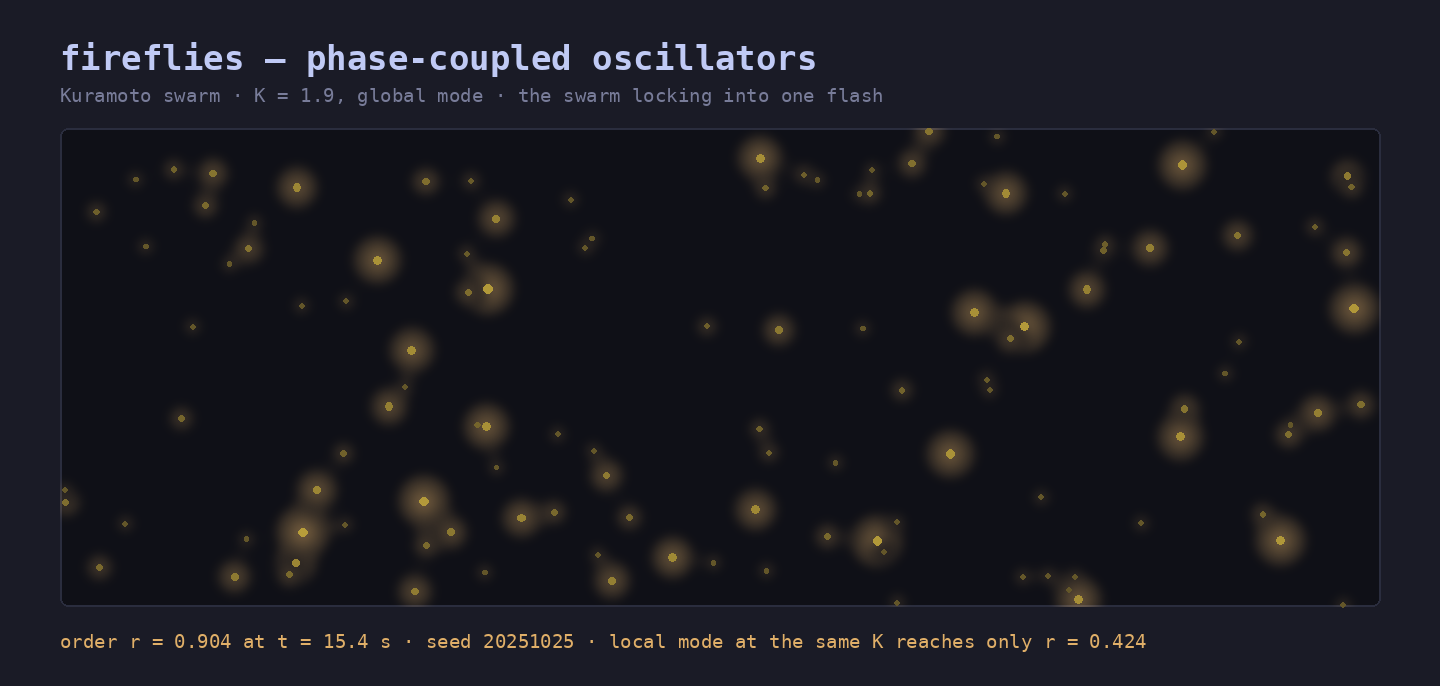 fireflies — phase-coupled oscillators
Kuramoto swarm · K = 1.9, global mode · the swarm locking into one flash
order r = 0.904 at t = 15.4 s · seed 20251025 · local mode at the same K reaches only r = 0.424